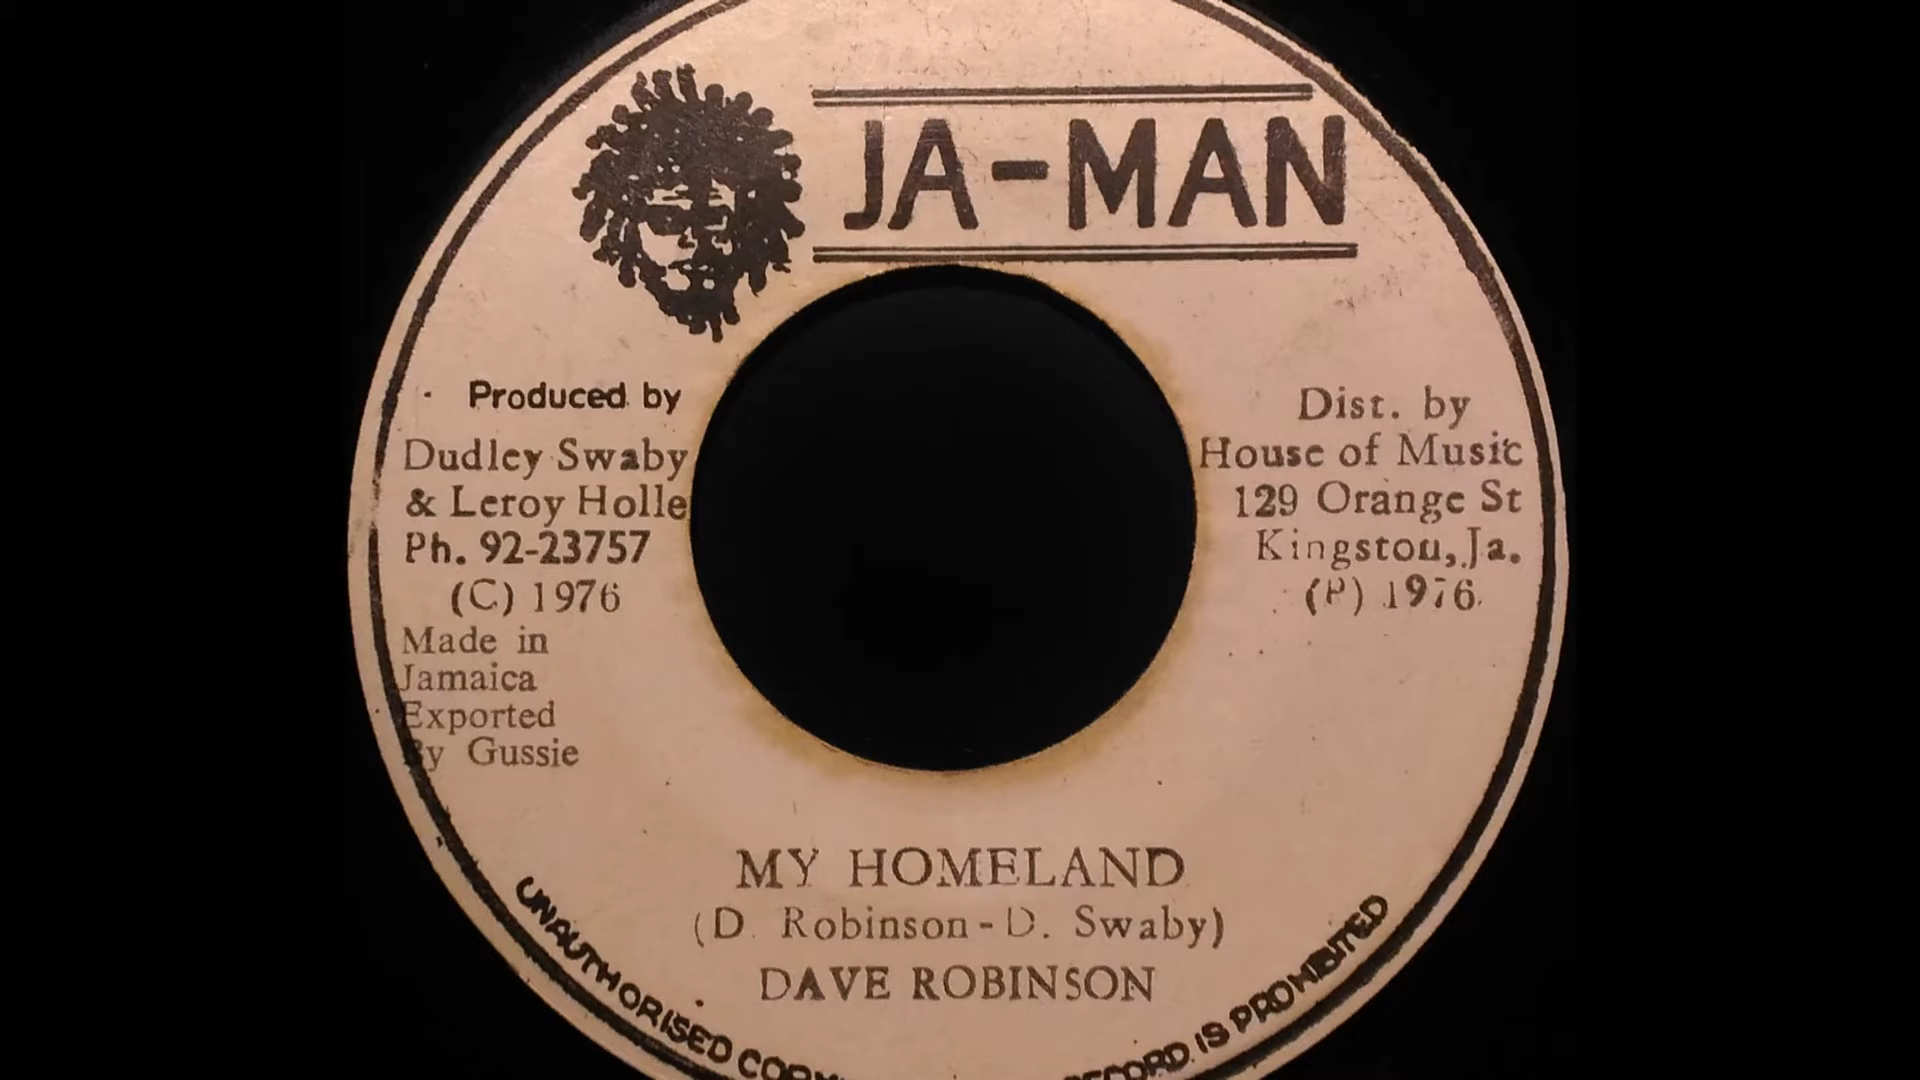 JA-MAN
Produced by
Dudley Swaby
& Leroy Holle
Ph. 92-23757
(C) 1976
Made in
Jamaica
Exported
By Gussie
Dist. by
House of Music
129 Orange St
Kingston, Ja.
(P) 1976
MY HOMELAND
(D. Robinson-D. Swaby)
DAVE ROBINSON
UNAUTHORISED
RECORD IS PROHIBITED